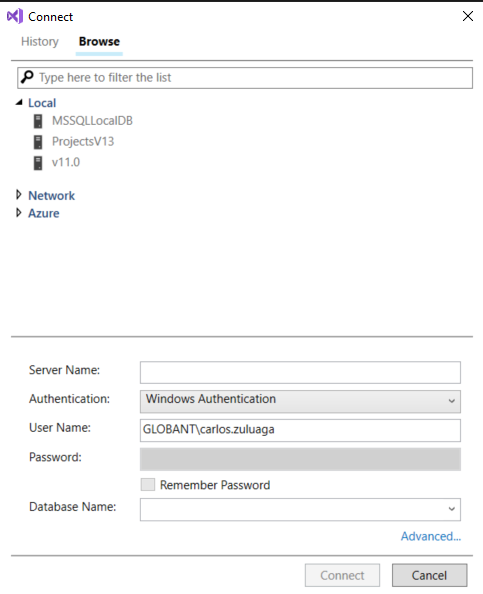 Connect
History Browse
Type here to filter the list
Local
MSSQLLocalDB
ProjectsV13
v11.0
Network
Azure
Server Name:
Authentication: Windows Authentication
User Name: GLOBANT\carlos.zuluaga
Password:
Remember Password
Database Name:
Advanced...
Connect Cancel